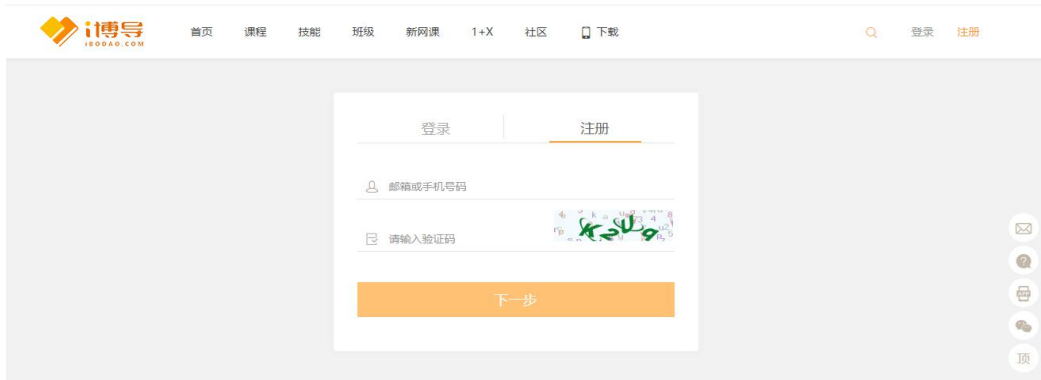 i博导
IBODAO.COM
首页 课程 技能 班级 新网课 1+X 社区 下载
登录 注册
登录 注册
邮箱或手机号码
请输入验证码
下一步
APP
顶